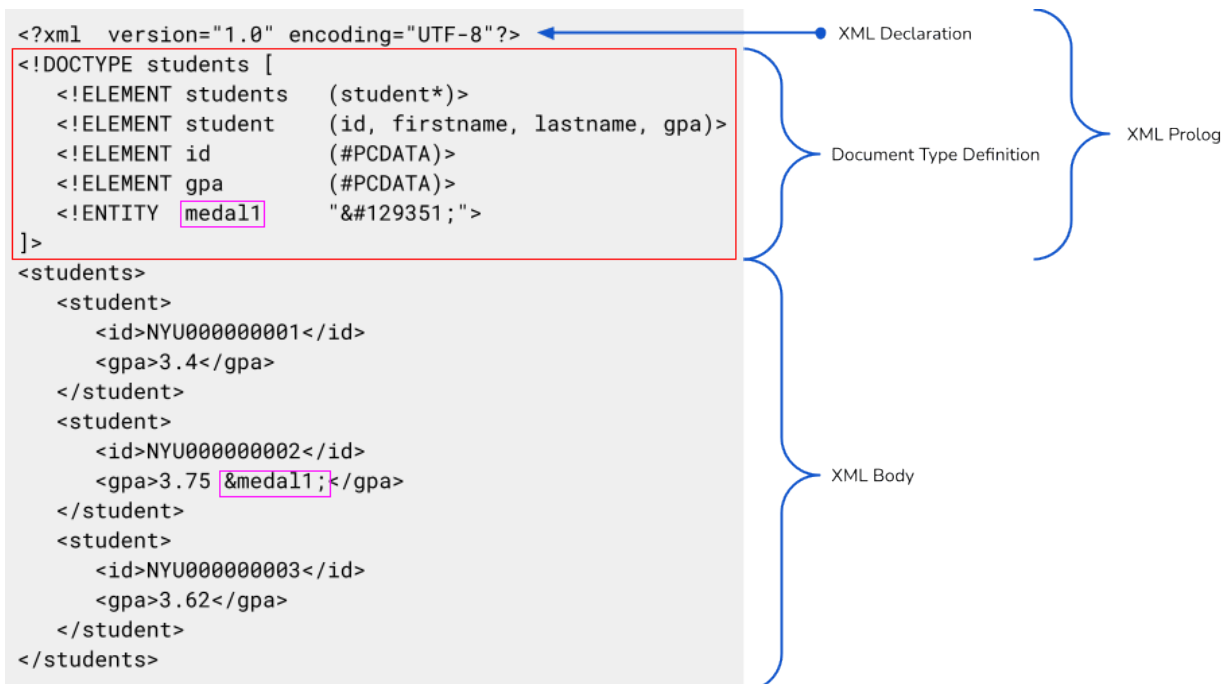 <?xml  version="1.0" encoding="UTF-8"?>
XML Declaration
<!DOCTYPE students [
   <!ELEMENT students   (student*)>
   <!ELEMENT student    (id, firstname, lastname, gpa)>
   <!ELEMENT id         (#PCDATA)>
   <!ELEMENT gpa        (#PCDATA)>
   <!ENTITY  medal1     "&#129351;">
]>
Document Type Definition
XML Prolog
<students>
   <student>
      <id>NYU000000001</id>
      <gpa>3.4</gpa>
   </student>
   <student>
      <id>NYU000000002</id>
      <gpa>3.75 &medal1;</gpa>
   </student>
   <student>
      <id>NYU000000003</id>
      <gpa>3.62</gpa>
   </student>
</students>
XML Body